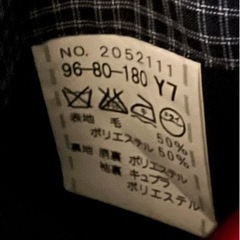 NO. 2052111
96-80-180 Y7
表地 毛 50%
ポリエステル 50%
裏地 胴裏 ポリエステル
袖裏 キュプラ
ポリエステル